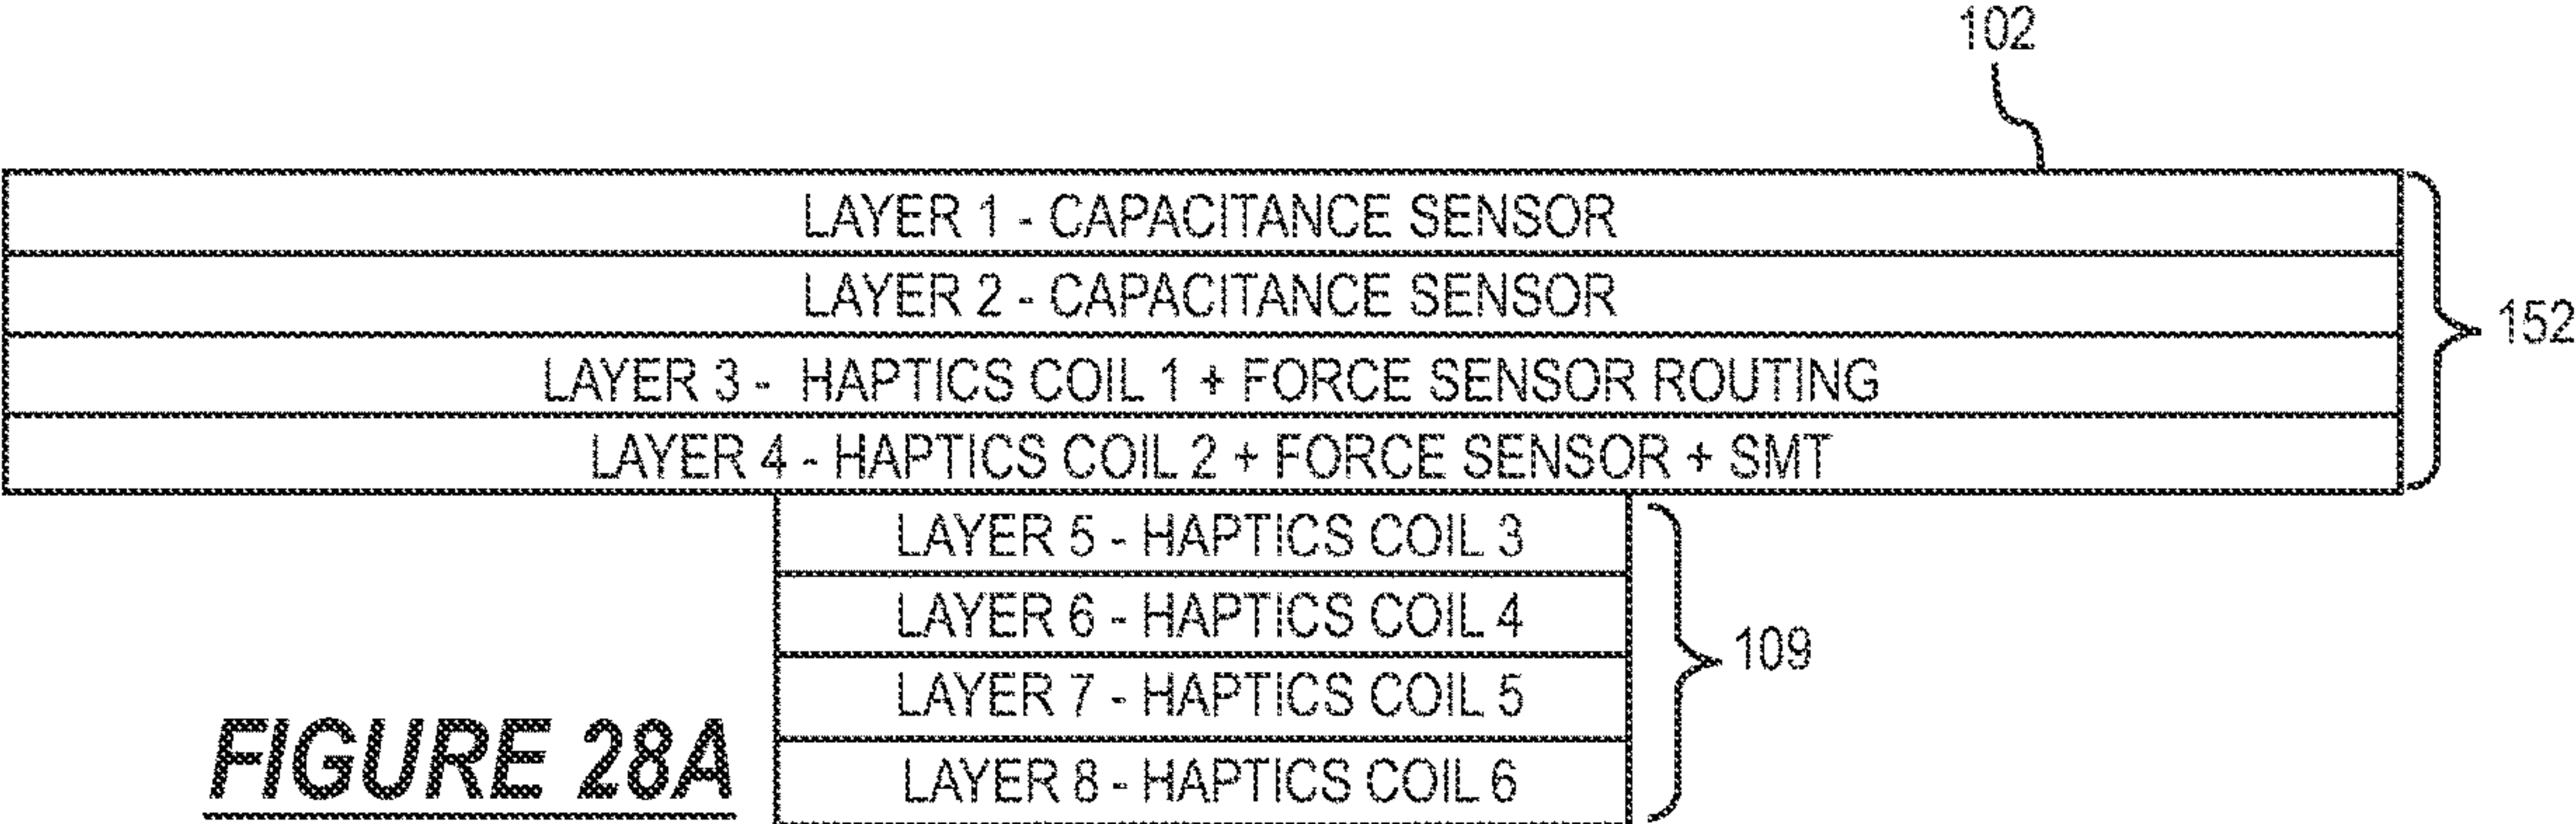 102
LAYER 1 - CAPACITANCE SENSOR
LAYER 2 - CAPACITANCE SENSOR
152
LAYER 3 - HAPTICS COIL 1 + FORCE SENSOR ROUTING
LAYER 4 - HAPTICS COIL 2 + FORCE SENSOR + SMT
LAYER 5 - HAPTICS COIL 3
LAYER 6 - HAPTICS COIL 4
109
LAYER 7 - HAPTICS COIL 5
LAYER 8 - HAPTICS COIL 6
FIGURE 28A